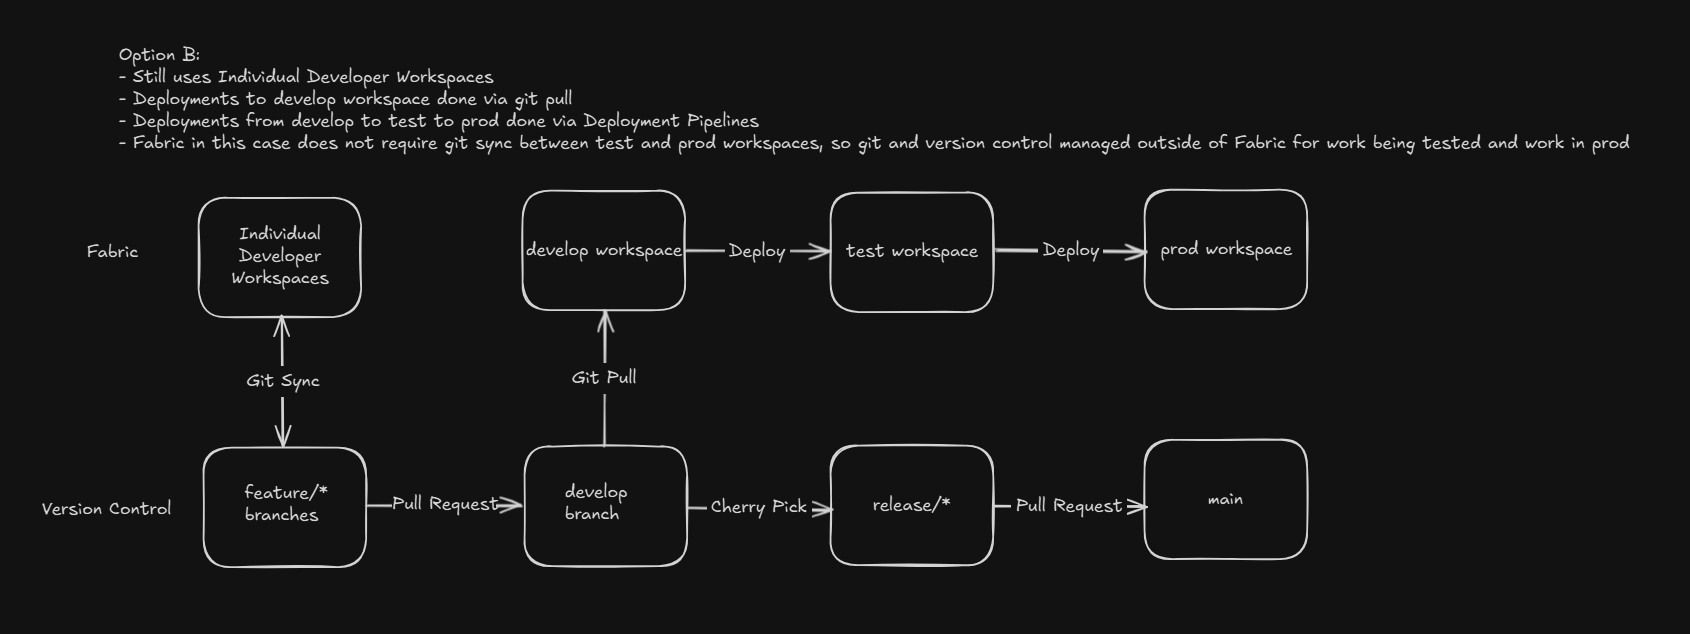 Option B:
- Still uses Individual Developer Workspaces
- Deployments to develop workspace done via git pull
- Deployments from develop to test to prod done via Deployment Pipelines
- Fabric in this case does not require git sync between test and prod workspaces, so git and version control managed outside of Fabric for work being tested and work in prod
Fabric
Individual
Developer
Workspaces
develop workspace
Deploy
test workspace
Deploy
prod workspace
Git Sync
Git Pull
Version Control
feature/*
branches
Pull Request
develop
branch
Cherry Pick
release/*
Pull Request
main